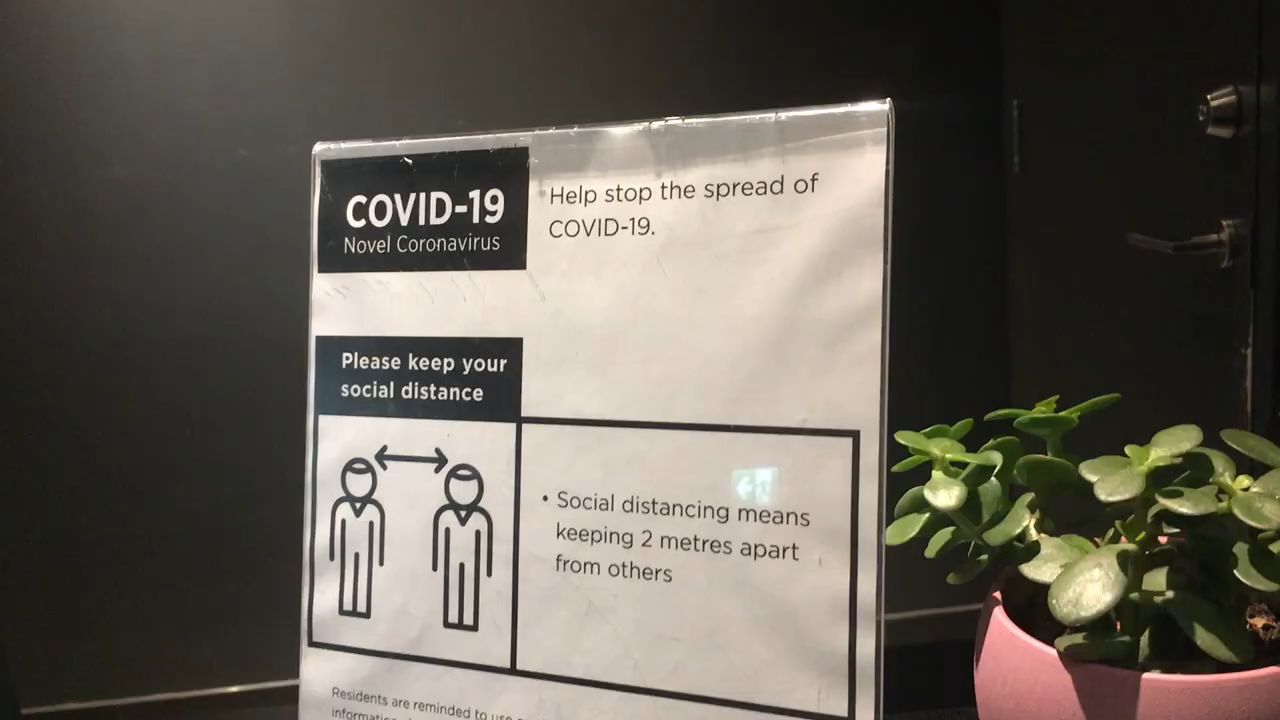 COVID-19
Novel Coronavirus
Help stop the spread of
COVID-19.
Please keep your
social distance
• Social distancing means
keeping 2 metres apart
from others
Residents are reminded to use